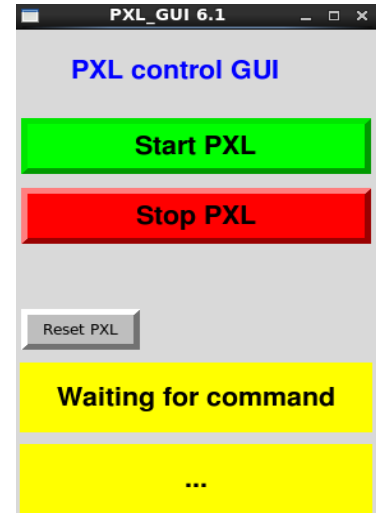 PXL_GUI 6.1
PXL control GUI
Start PXL
Stop PXL
Reset PXL
Waiting for command
...